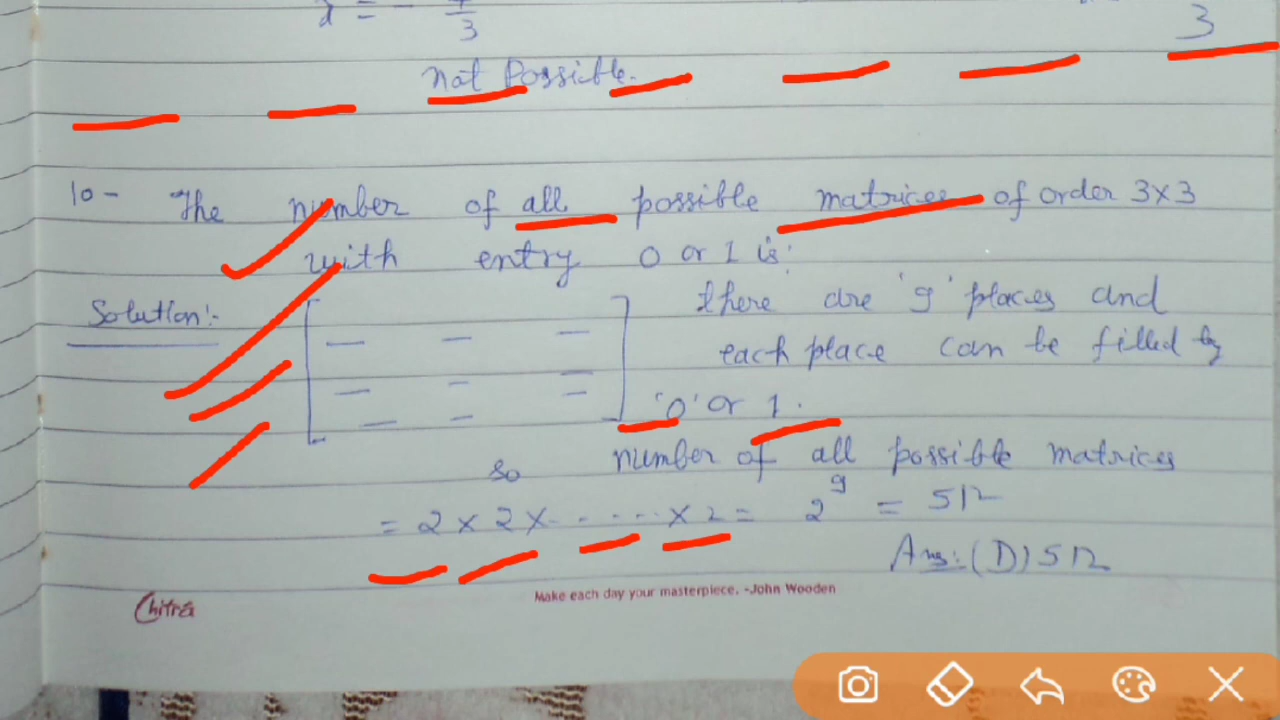 3
3
Not Possible.
10- The number of all possible matrices of order 3x3
with entry 0 or 1 is:
Solution:- there are '9' places and
each place can be filled by
'0' or 1.
so number of all possible matrices
= 2 x 2 x - - - - - x 2 = 2^9 = 512
Ans:- (D) 512
Make each day your masterpiece. -John Wooden
Chitra